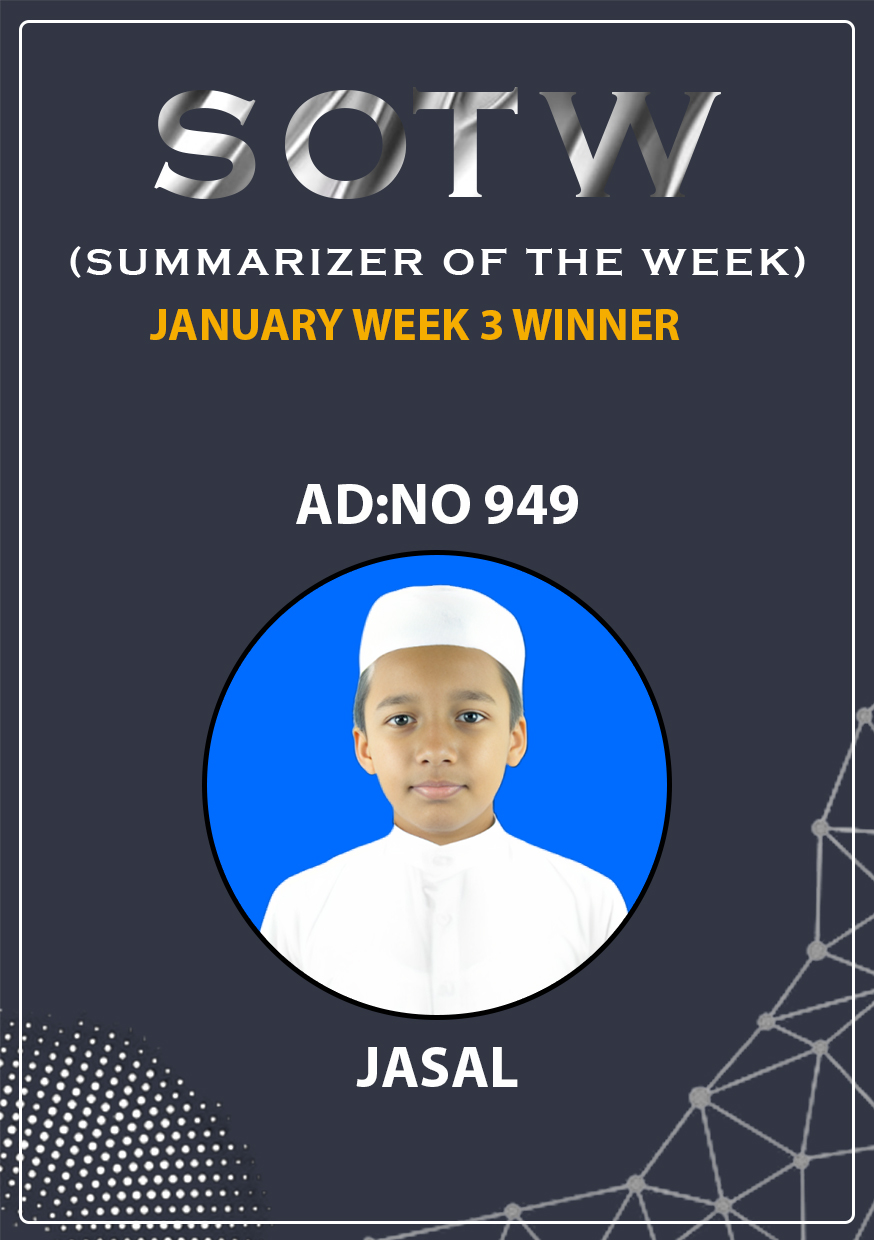 SOTW
(SUMMARIZER OF THE WEEK)
JANUARY WEEK 3 WINNER
AD:NO 949
JASAL